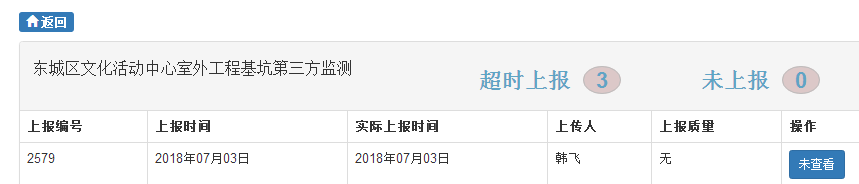 返回
东城区文化活动中心室外工程基坑第三方监测 超时上报 3 未上报 0
上报编号 上报时间 实际上报时间 上传人 上报质量 操作
2579 2018年07月03日 2018年07月03日 韩飞 无 未查看